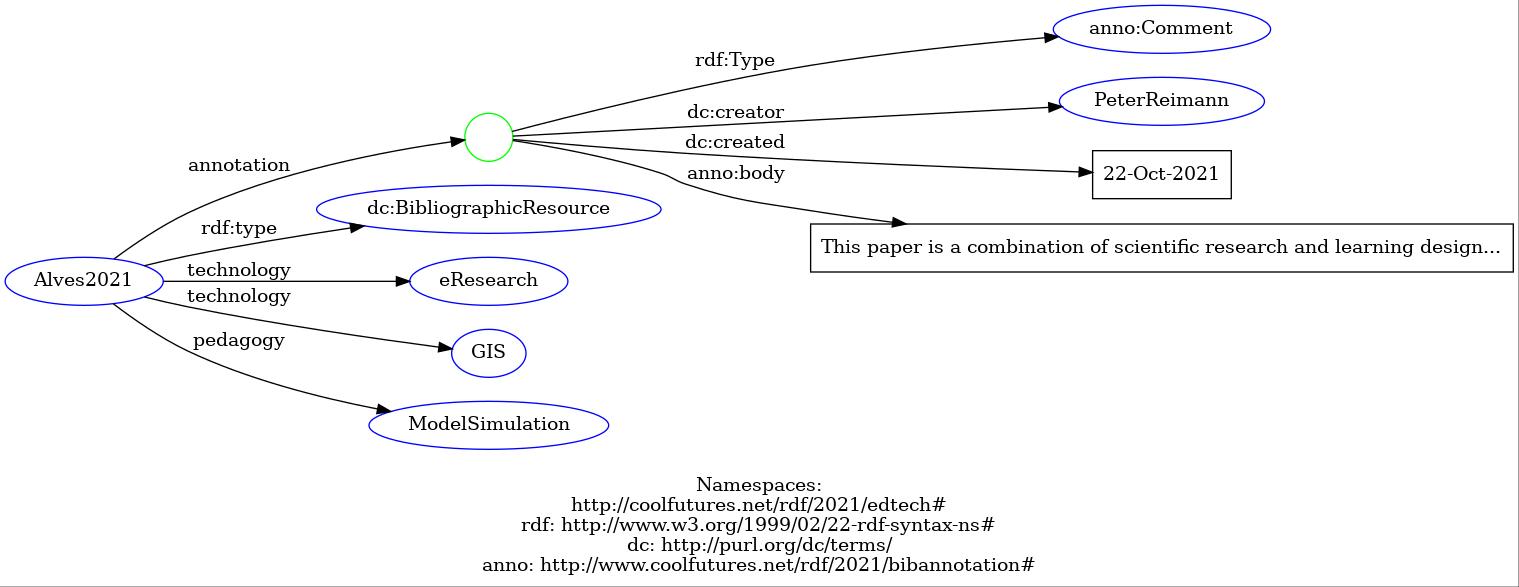 anno:Comment
rdf:Type
PeterReimann
dc:creator
dc:created
annotation
anno:body
22-Oct-2021
dc:BibliographicResource
rdf:type
This paper is a combination of scientific research and learning design...
technology
Alves2021
eResearch
technology
pedagogy
GIS
ModelSimulation
Namespaces:
http://coolfutures.net/rdf/2021/edtech#
rdf: http://www.w3.org/1999/02/22-rdf-syntax-ns#
dc: http://purl.org/dc/terms/
anno: http://www.coolfutures.net/rdf/2021/bibannotation#